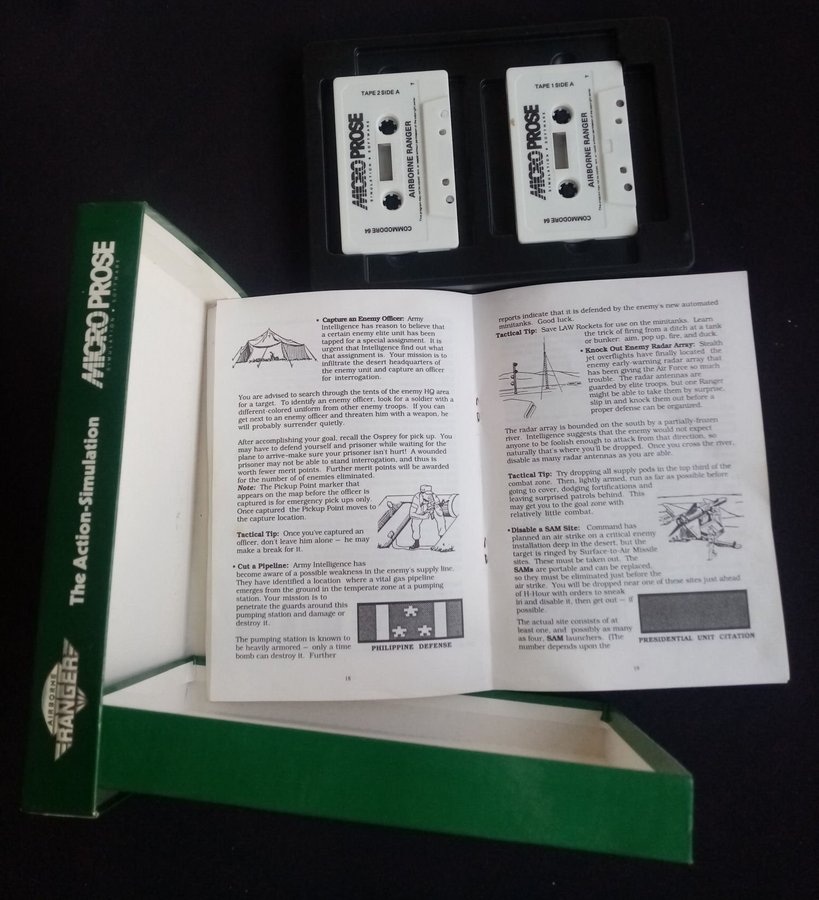 TAPE 2 SIDE A
MICRO PROSE
SIMULATION • SOFTWARE
AIRBORNE RANGER
COMMODORE 64
TAPE 1 SIDE A
MICRO PROSE
SIMULATION • SOFTWARE
AIRBORNE RANGER
COMMODORE 64
AIRBORNE
RANGER
The Action-Simulation
MICRO PROSE
SIMULATION • SOFTWARE
• Capture an Enemy Officer: Army
Intelligence has reason to believe that
a certain enemy elite unit has been
tapped for a special assignment. It is
urgent that Intelligence find out what
that assignment is. Your mission is to
infiltrate the desert headquarters of
the enemy unit and capture an officer
for interrogation.
You are advised to search through the tents of the enemy HQ area
for a target. To identify an enemy officer, look for a soldier with a
different-colored uniform from other enemy troops. If you can
get next to an enemy officer and threaten him with a weapon, he
will probably surrender quietly.
After accomplishing your goal, recall the Osprey for pick up. You
may have to defend yourself and prisoner while waiting for the
plane to arrive-make sure your prisoner isn't hurt! A wounded
prisoner may not be able to stand interrogation, and thus is
worth fewer merit points. Further merit points will be awarded
for the number of enemies eliminated.
Note: The Pickup Point marker that
appears on the map before the officer is
captured is for emergency pick ups only.
Once captured the Pickup Point moves to
the capture location.
Tactical Tip: Once you've captured an
officer, don't leave him alone — he may
make a break for it.
• Cut a Pipeline: Army Intelligence has
become aware of a possible weakness in the enemy's supply line.
They have identified a location where a vital gas pipeline
emerges from the ground in the temperate zone at a pumping
station. Your mission is to
penetrate the guards around this
pumping station and damage or
destroy it.
The pumping station is known to
be heavily armored — only a time
bomb can destroy it. Further
PHILIPPINE DEFENSE
18
reports indicate that it is defended by the enemy's new automated
minitanks. Good luck.
Tactical Tip: Save LAW Rockets for use on the minitanks. Learn
the trick of firing from a ditch at a tank
or bunker: aim, pop up, fire, and duck.
• Knock Out Enemy Radar Array: Stealth
jet overflights have finally located the
enemy early-warning radar array that
has been giving the Air Force so much
trouble. The radar antennas are
guarded by elite troops, but one Ranger
might be able to take them by surprise,
slip in and knock them out before a
proper defense can be organized.
The radar array is bounded on the south by a partially-frozen
river. Intelligence suggests that the enemy would not expect
anyone to be foolish enough to attack from that direction, so
naturally that's where you'll be dropped. Once you cross the river,
disable as many radar antennas as you are able.
Tactical Tip: Try dropping all supply pods in the top third of the
combat zone. Then, lightly armed, run as far as possible before
going to cover, dodging fortifications and
leaving surprised patrols behind. This
may get you to the goal zone with
relatively little combat.
• Disable a SAM Site: Command has
planned an air strike on a critical enemy
installation deep in the desert, but the
target is ringed by Surface-to-Air Missile
sites. These must be taken out. The
SAMs are portable and can be replaced,
so they must be eliminated just before the
air strike. You will be dropped near one of these sites just ahead
of H-Hour with orders to sneak
in and disable it, then get out — if
possible.
The actual site consists of at
least one, and possibly as many
as four, SAM launchers. (The
number depends upon the
PRESIDENTIAL UNIT CITATION
19